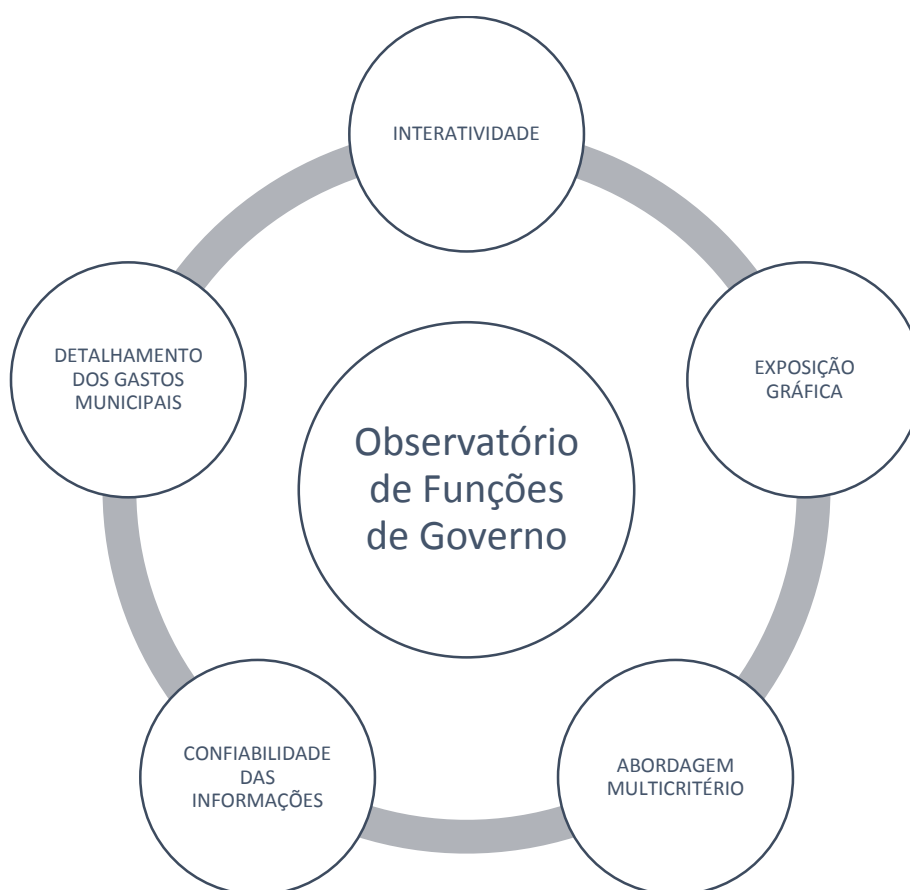 INTERATIVIDADE
EXPOSIÇÃO
GRÁFICA
ABORDAGEM
MULTICRITÉRIO
CONFIABILIDADE
DAS
INFORMAÇÕES
DETALHAMENTO
DOS GASTOS
MUNICIPAIS
Observatório
de Funções
de Governo